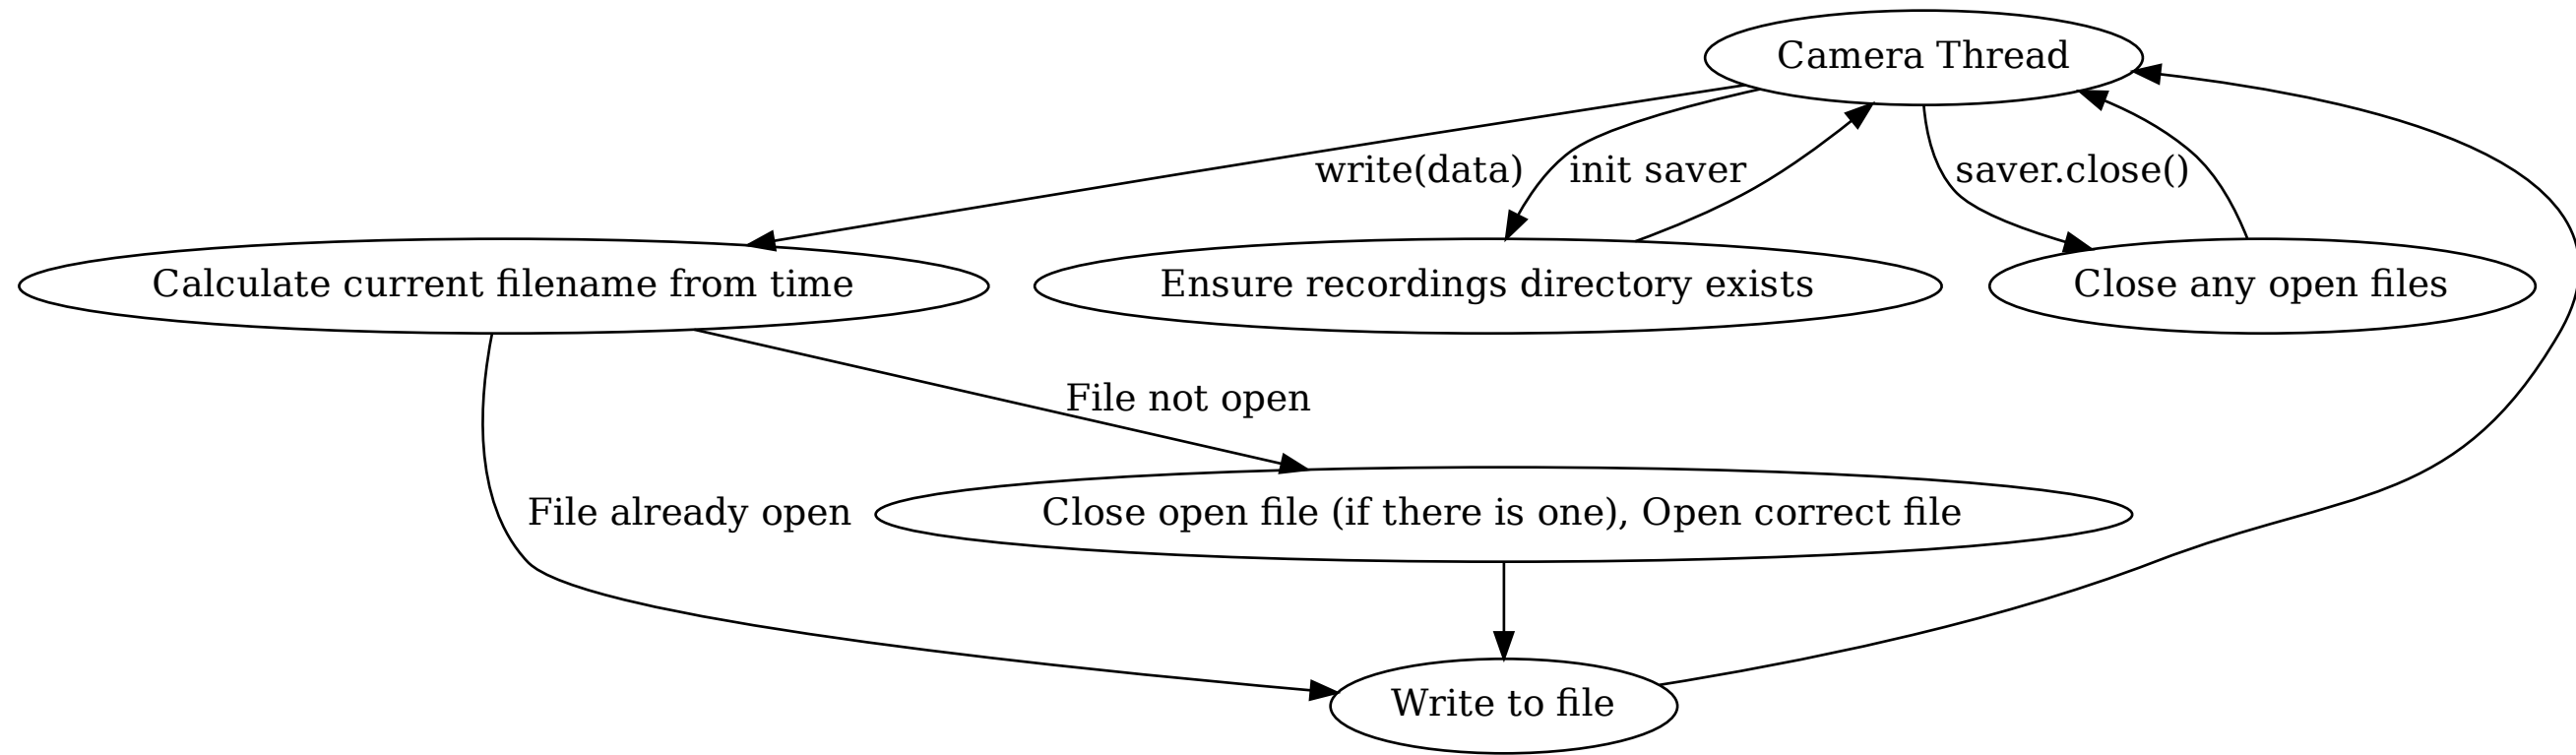 Camera Thread
write(data)
init saver
saver.close()
Calculate current filename from time
Ensure recordings directory exists
Close any open files
File not open
File already open
Close open file (if there is one), Open correct file
Write to file